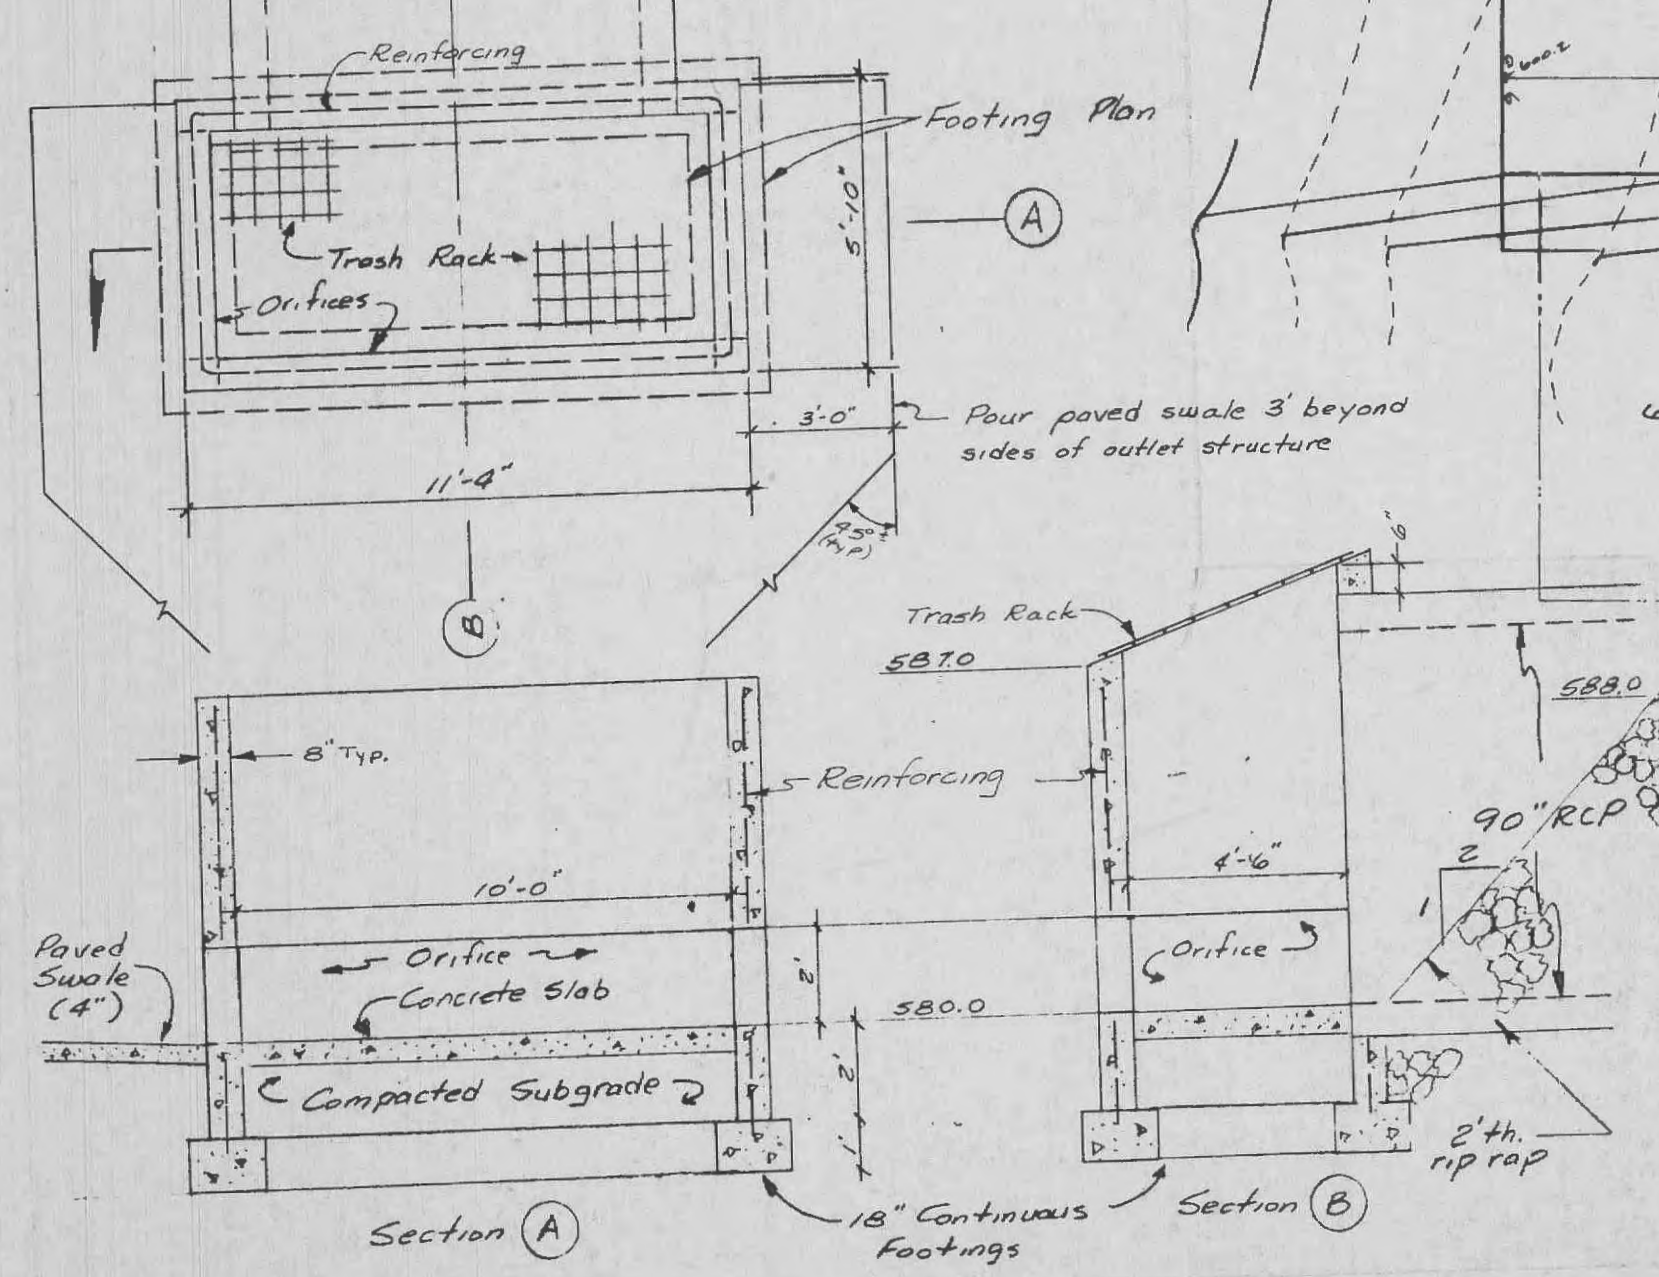 Reinforcing
600.2
Footing Plan
5'-10"
A
Trash Rack
Orifices
3'-0"
Pour paved swale 3' beyond
sides of outlet structure
11'-4"
45°±
(typ)
B
6"
Trash Rack
587.0
588.0
8" Typ.
Reinforcing
90" RCP
2
1
4'-6"
10'-0"
Paved
Swale
(4")
Orifice
Concrete Slab
2'
Orifice
580.0
Compacted Subgrade
2'
1'
2' th.
rip rap
18" Continuous
Footings
Section A
Section B